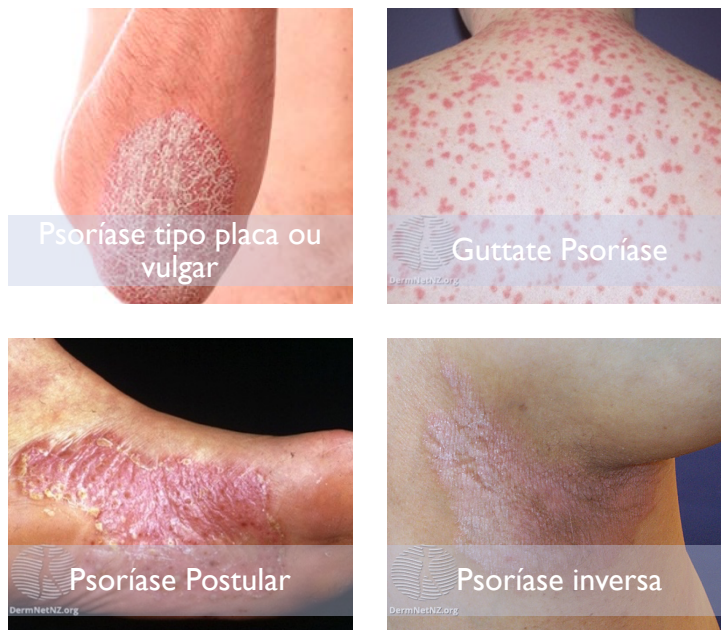 Psoríase tipo placa ou
vulgar
Guttate Psoríase
DermNetNZ.org
Psoríase Postular
DermNetNZ.org
Psoríase inversa
DermNetNZ.org